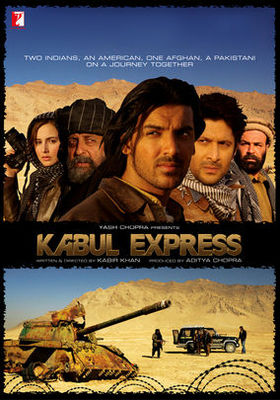 TWO INDIANS, AN AMERICAN, ONE AFGHAN, A PAKISTANI
ON A JOURNEY TOGETHER
YASH CHOPRA PRESENTS
KABUL EXPRESS
WRITTEN & DIRECTED BY KABIR KHAN PRODUCED BY ADITYA CHOPRA